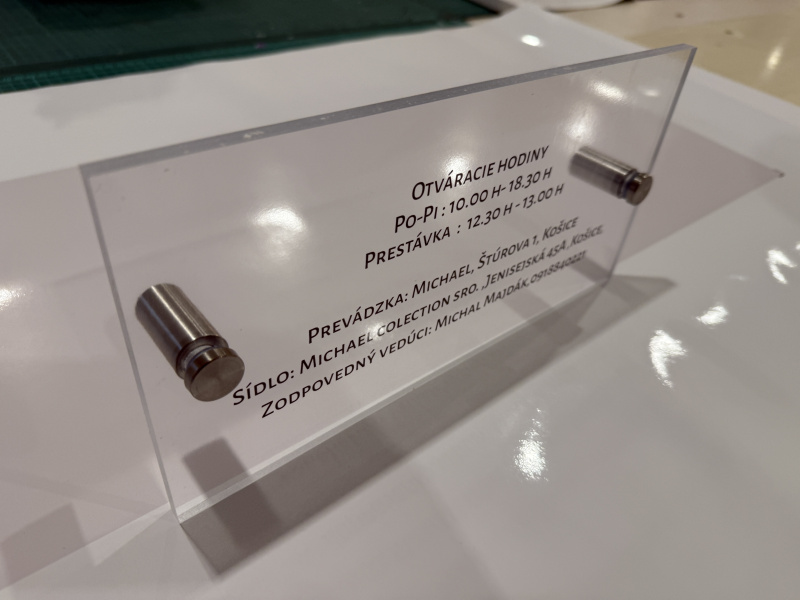 Otváracie hodiny
Po-Pi : 10.00 h- 18.30 h
Prestávka : 12.30 h - 13.00 h
Prevádzka: Michael, Štúrova 1, Košice
Sídlo: Michael colection sro. ,Jenisejská 45A ,Košice,
Zodpovedný vedúci: Michal Majdák, 0918840221